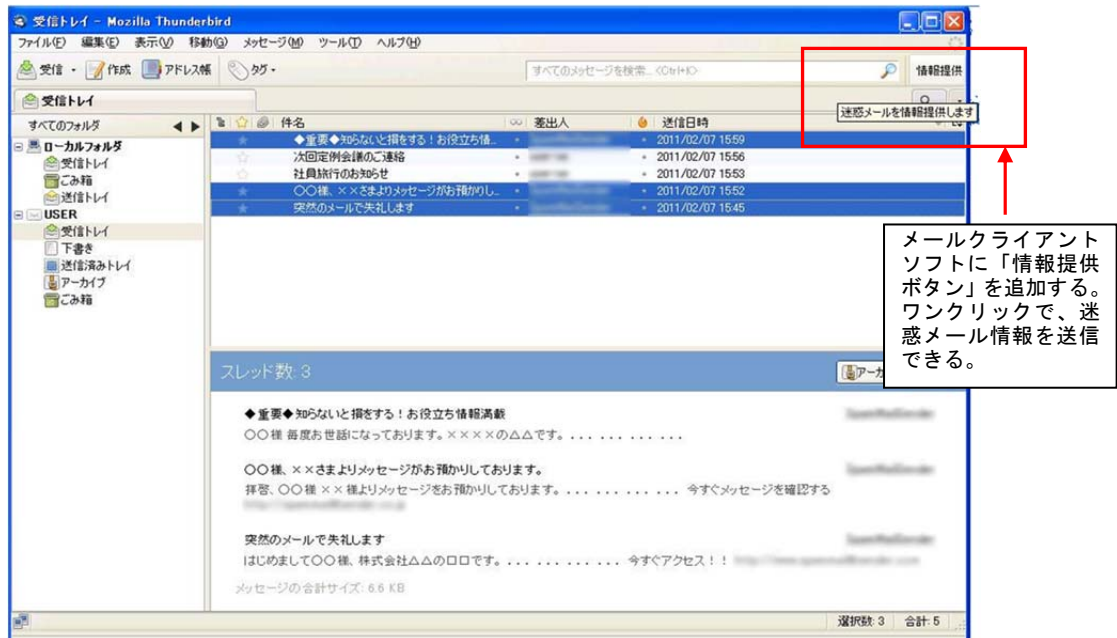 受信トレイ - Mozilla Thunderbird
ファイル(F) 編集(E) 表示(V) 移動(G) メッセージ(M) ツール(T) ヘルプ(H)
受信 作成 アドレス帳 タグ すべてのメッセージを検索... <Ctrl+K> 情報提供
受信トレイ
迷惑メールを情報提供します
すべてのフォルダ
件名 差出人 送信日時
ローカルフォルダ
受信トレイ
ごみ箱
送信トレイ
USER
受信トレイ
下書き
送信済みトレイ
アーカイブ
ごみ箱
◆重要◆知らないと損をする！お役立ち情... 2011/02/07 15:59
次回定例会議のご連絡 2011/02/07 15:56
社員旅行のお知らせ 2011/02/07 15:53
〇〇様、××さまよりメッセージがお預かりし... 2011/02/07 15:52
突然のメールで失礼します 2011/02/07 15:45
メールクライアント
ソフトに「情報提供
ボタン」を追加する。
ワンクリックで、迷
惑メール情報を送信
できる。
スレッド数: 3
アーカ
◆重要◆知らないと損をする！お役立ち情報満載
〇〇様 毎度お世話になっております。××××の△△です。... ... ... ...
〇〇様、××さまよりメッセージがお預かりしております。
拝啓、〇〇様 ××様よりメッセージをお預かりしております。... ... ... ... 今すぐメッセージを確認する
突然のメールで失礼します
はじめまして〇〇様、株式会社△△の口口です。... ... ... ... 今すぐアクセス！！
メッセージの合計サイズ: 6.6 KB
選択数: 3 合計: 5